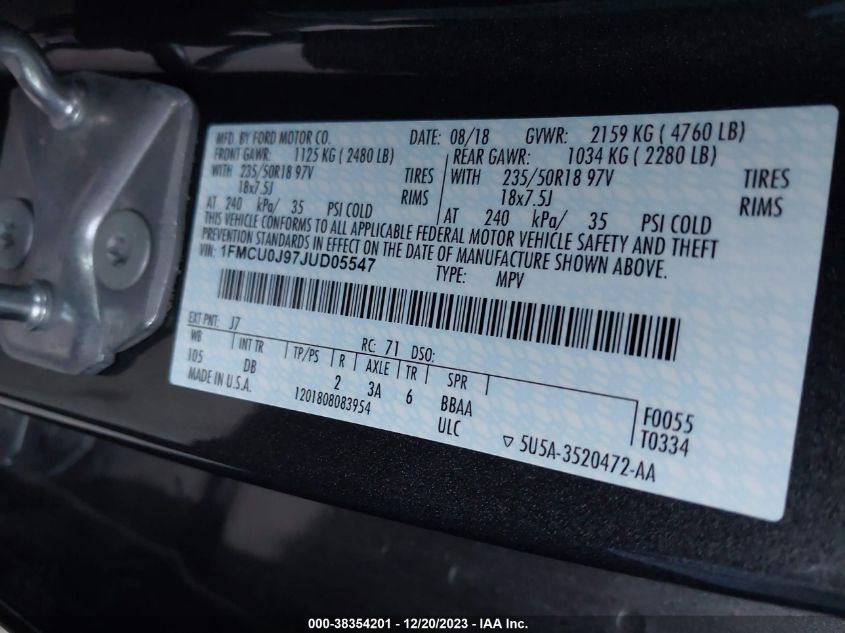 MFD. BY FORD MOTOR CO.
DATE: 08/18 GVWR: 2159 KG ( 4760 LB)
FRONT GAWR: 1125 KG ( 2480 LB)
WITH 235/50R18 97V TIRES
18x7.5J RIMS
AT 240 kPa/ 35 PSI COLD
REAR GAWR: 1034 KG ( 2280 LB)
WITH 235/50R18 97V TIRES
18x7.5J RIMS
AT 240 kPa/ 35 PSI COLD
THIS VEHICLE CONFORMS TO ALL APPLICABLE FEDERAL MOTOR VEHICLE SAFETY AND THEFT
PREVENTION STANDARDS IN EFFECT ON THE DATE OF MANUFACTURE SHOWN ABOVE.
VIN: 1FMCU0J97JUD05547
TYPE: MPV
EXT PNT: J7 RC: 71 DSO:
WB INT TR TP/PS R AXLE TR SPR
105 DB 2 3A 6 BBAA
MADE IN U.S.A. 1201808083954 ULC
F0055
T0334
▽ 5U5A-3520472-AA
000-38354201 - 12/20/2023 - IAA Inc.